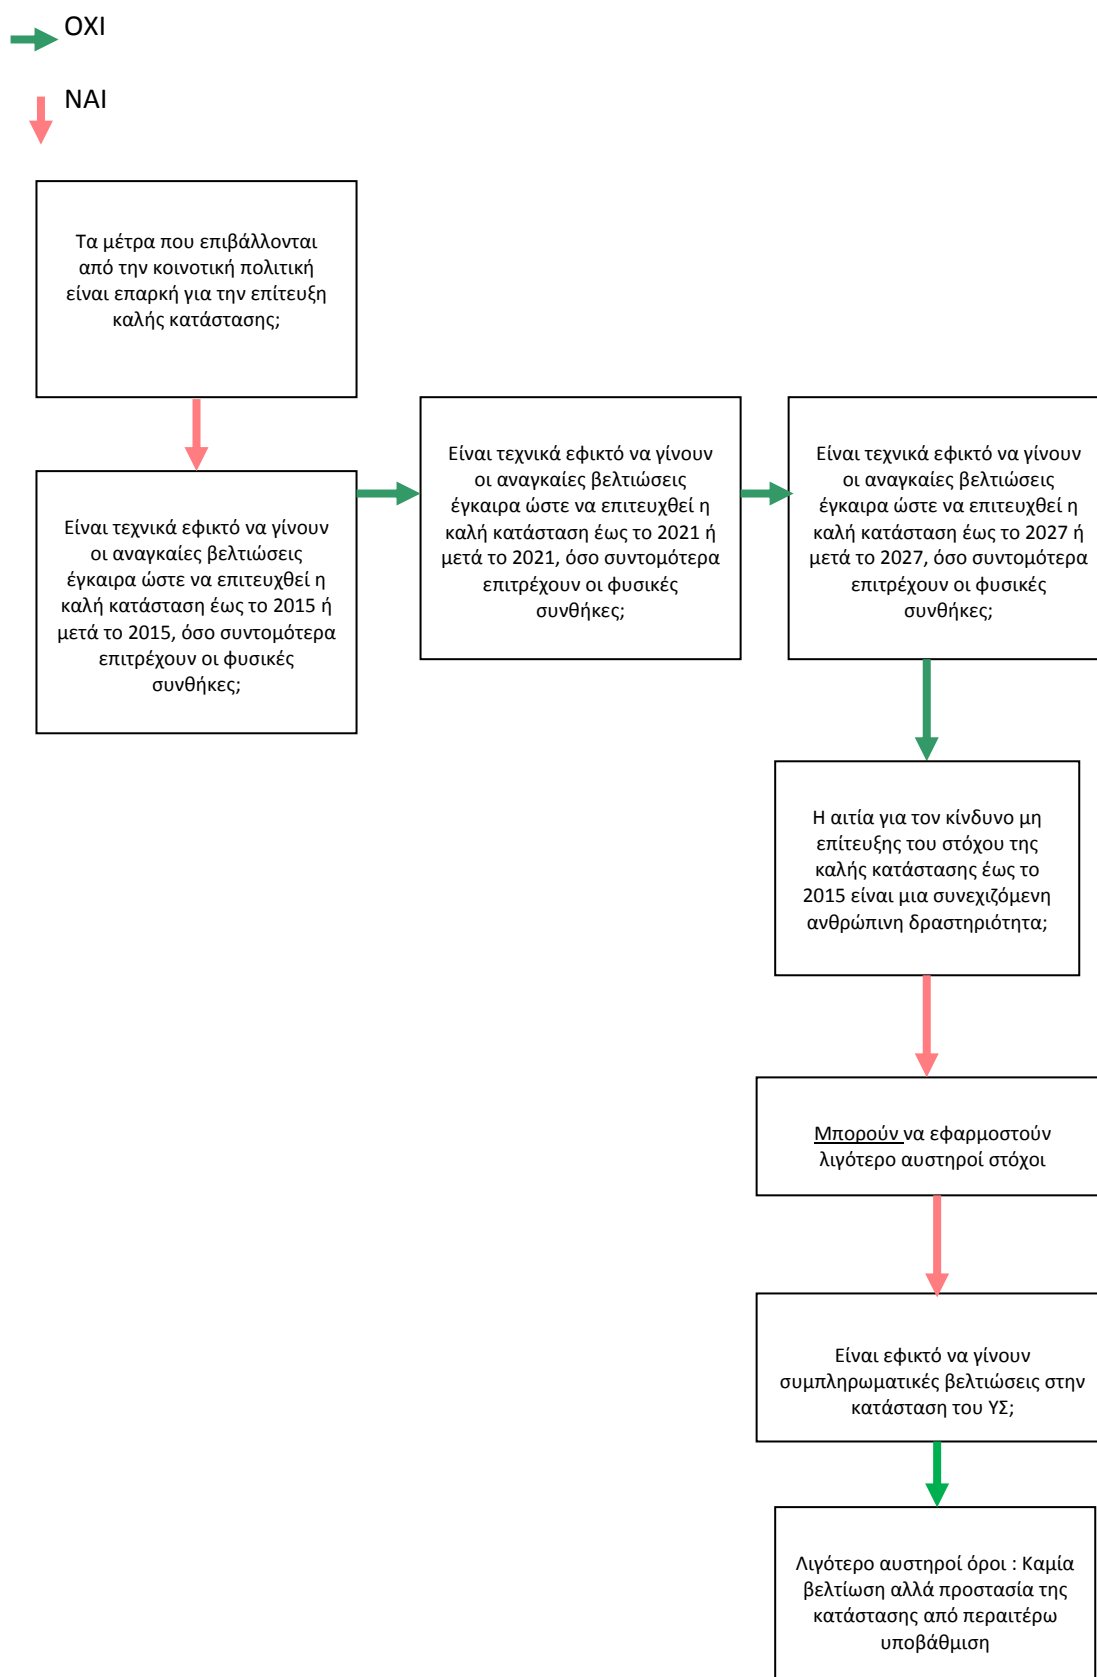 ΟΧΙ
ΝΑΙ
Τα μέτρα που επιβάλλονται
από την κοινοτική πολιτική
είναι επαρκή για την επίτευξη
καλής κατάστασης;
Είναι τεχνικά εφικτό να γίνουν
οι αναγκαίες βελτιώσεις
έγκαιρα ώστε να επιτευχθεί η
καλή κατάσταση έως το 2015 ή
μετά το 2015, όσο συντομότερα
επιτρέχουν οι φυσικές
συνθήκες;
Είναι τεχνικά εφικτό να γίνουν
οι αναγκαίες βελτιώσεις
έγκαιρα ώστε να επιτευχθεί η
καλή κατάσταση έως το 2021 ή
μετά το 2021, όσο συντομότερα
επιτρέχουν οι φυσικές
συνθήκες;
Είναι τεχνικά εφικτό να γίνουν
οι αναγκαίες βελτιώσεις
έγκαιρα ώστε να επιτευχθεί η
καλή κατάσταση έως το 2027 ή
μετά το 2027, όσο συντομότερα
επιτρέχουν οι φυσικές
συνθήκες;
Η αιτία για τον κίνδυνο μη
επίτευξης του στόχου της
καλής κατάστασης έως το
2015 είναι μια συνεχιζόμενη
ανθρώπινη δραστηριότητα;
Μπορούν να εφαρμοστούν
λιγότερο αυστηροί στόχοι
Είναι εφικτό να γίνουν
συμπληρωματικές βελτιώσεις στην
κατάσταση του ΥΣ;
Λιγότερο αυστηροί όροι : Καμία
βελτίωση αλλά προστασία της
κατάστασης από περαιτέρω
υποβάθμιση